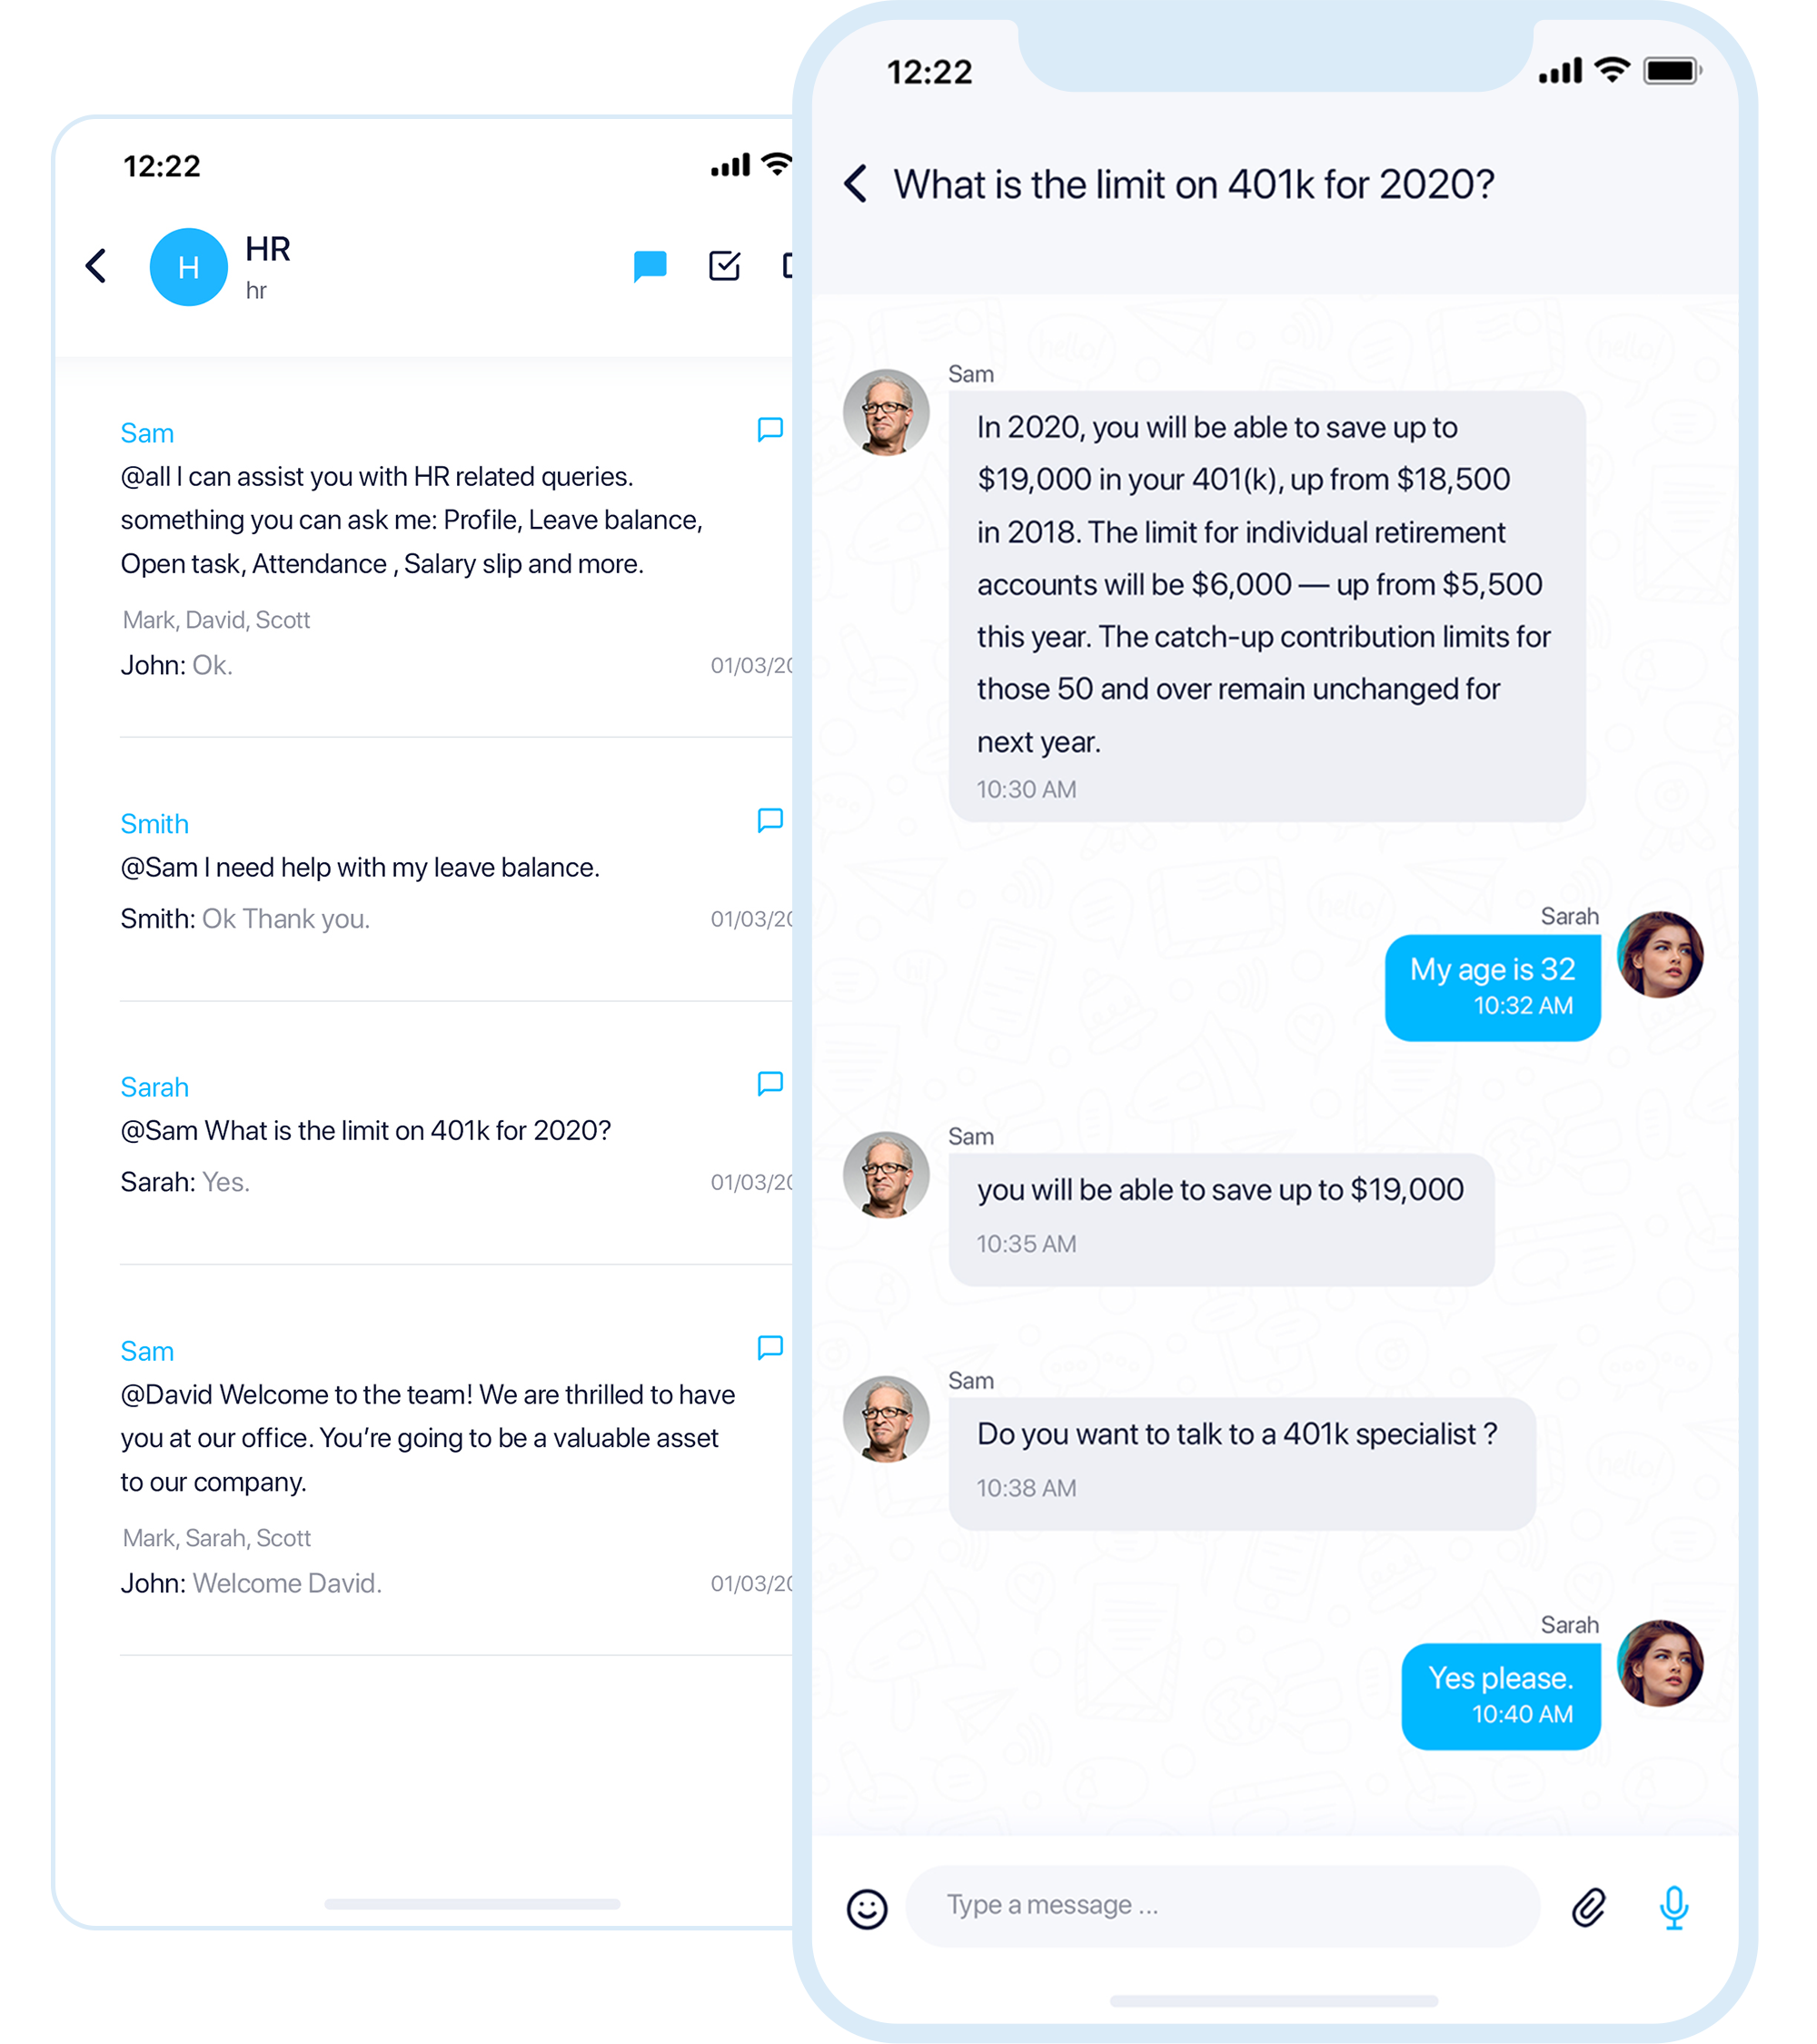 12:22
H
HR
hr
Sam
@all I can assist you with HR related queries.
something you can ask me: Profile, Leave balance,
Open task, Attendance , Salary slip and more.
Mark, David, Scott
John: Ok.
01/03/20
Smith
@Sam I need help with my leave balance.
Smith: Ok Thank you.
01/03/20
Sarah
@Sam What is the limit on 401k for 2020?
Sarah: Yes.
01/03/20
Sam
@David Welcome to the team! We are thrilled to have
you at our office. You’re going to be a valuable asset
to our company.
Mark, Sarah, Scott
John: Welcome David.
01/03/20
12:22
What is the limit on 401k for 2020?
Sam
In 2020, you will be able to save up to
$19,000 in your 401(k), up from $18,500
in 2018. The limit for individual retirement
accounts will be $6,000 — up from $5,500
this year. The catch-up contribution limits for
those 50 and over remain unchanged for
next year.
10:30 AM
Sarah
My age is 32
10:32 AM
Sam
you will be able to save up to $19,000
10:35 AM
Sam
Do you want to talk to a 401k specialist ?
10:38 AM
Sarah
Yes please.
10:40 AM
Type a message ...